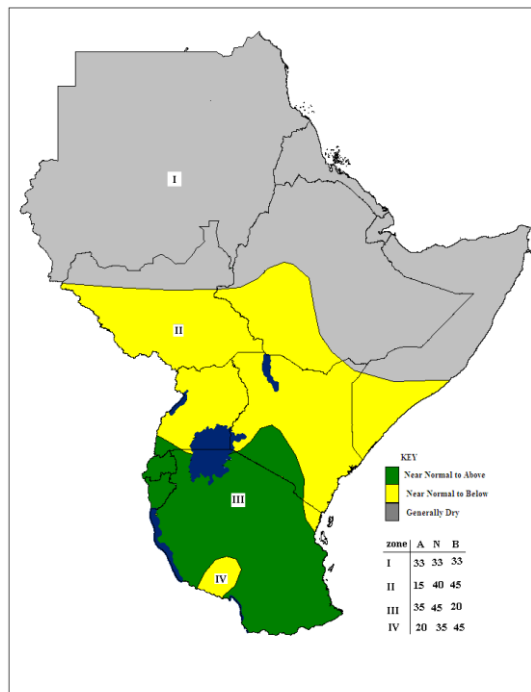 I
II
III
IV
KEY
Near Normal to Above
Near Normal to Below
Generally Dry
zone A N B
I 33 33 33
II 15 40 45
III 35 45 20
IV 20 35 45